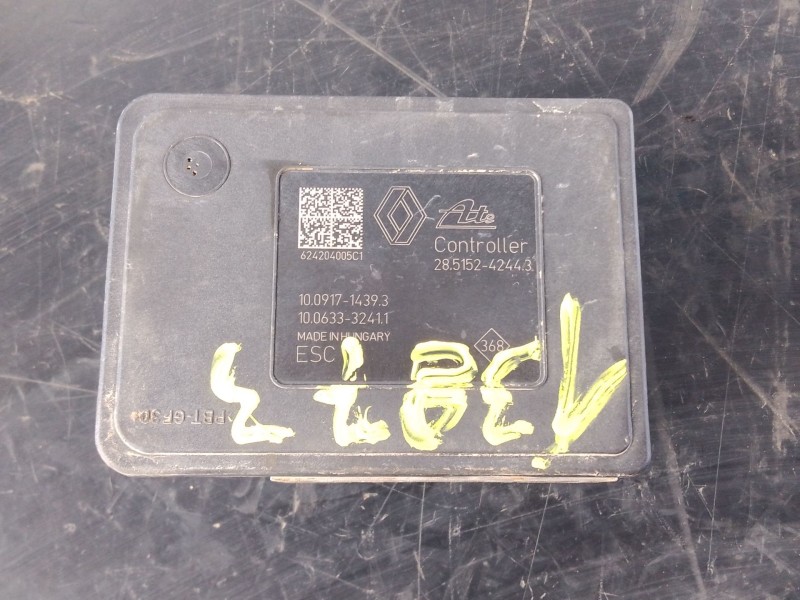 Ate
Controller
28.5152-4244.3
624204005C1
10.0917-1439.3
10.0633-3241.1
MADE IN HUNGARY
ESC
368
>PBT-GF30